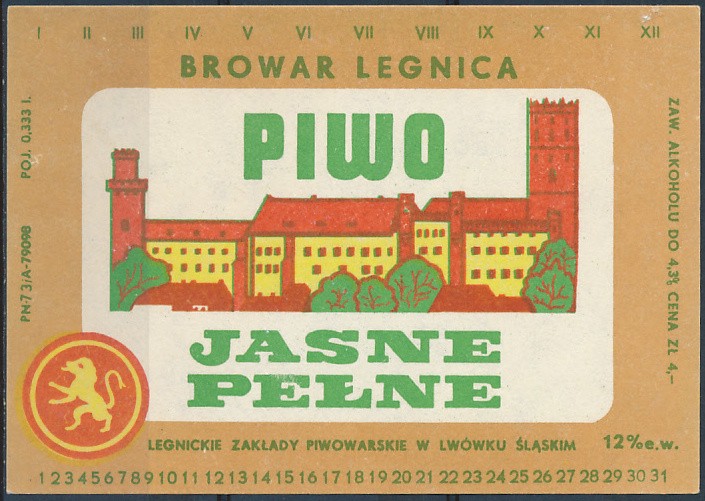 I II III IV V VI VII VIII IX X XI XII
BROWAR LEGNICA
PIWO
JASNE
PEŁNE
PN-73/A-79098 POJ. 0,333 l.
ZAW. ALKOHOLU DO 4,3% CENA ZŁ 4,–
LEGNICKIE ZAKŁADY PIWOWARSKIE W LWÓWKU ŚLĄSKIM 12% e.w.
1 2 3 4 5 6 7 8 9 10 11 12 13 14 15 16 17 18 19 20 21 22 23 24 25 26 27 28 29 30 31